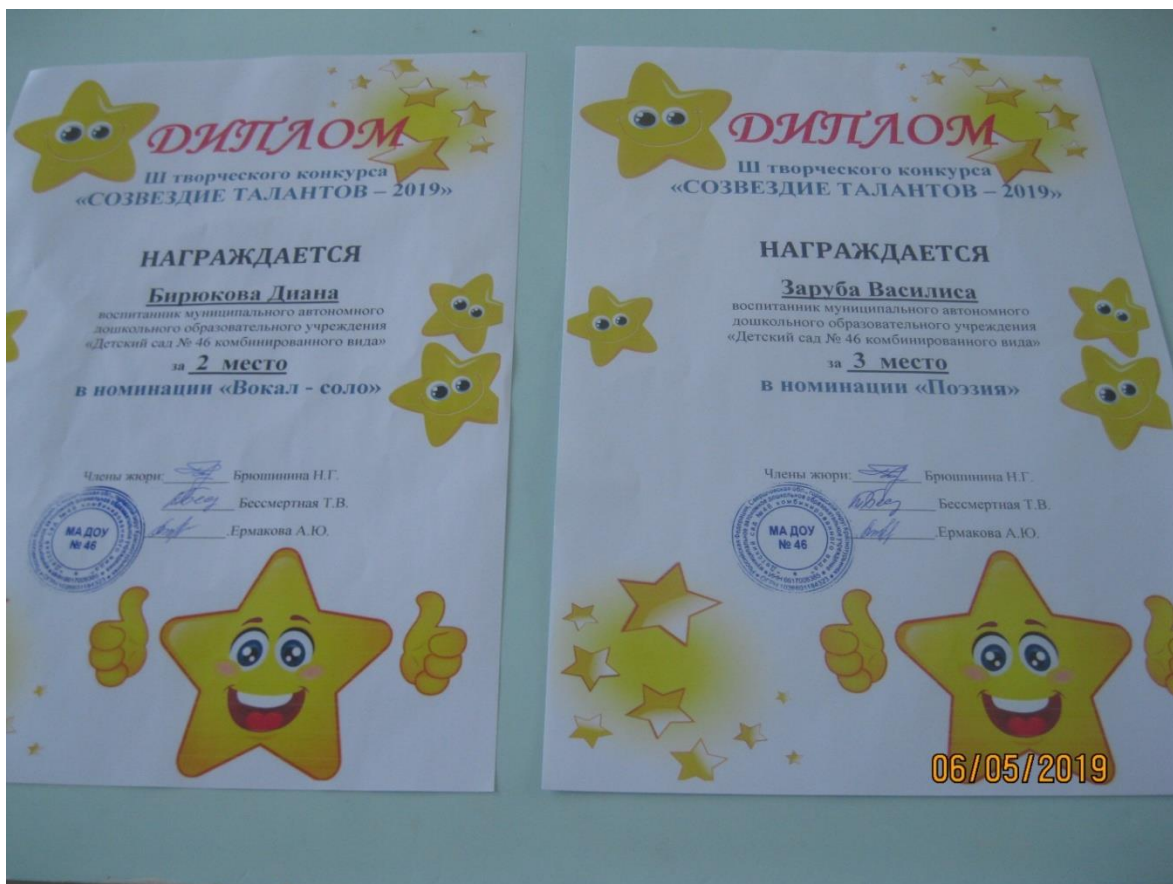 ДИПЛОМ
III творческого конкурса
«СОЗВЕЗДИЕ ТАЛАНТОВ – 2019»
НАГРАЖДАЕТСЯ
Бирюкова Диана
воспитанник муниципального автономного
дошкольного образовательного учреждения
«Детский сад № 46 комбинированного вида»
за 2 место
в номинации «Вокал - соло»
Члены жюри: Брюшинина Н.Г.
Бессмертная Т.В.
.Ермакова А.Ю.
МА ДОУ
№ 46
ДИПЛОМ
III творческого конкурса
«СОЗВЕЗДИЕ ТАЛАНТОВ – 2019»
НАГРАЖДАЕТСЯ
Заруба Василиса
воспитанник муниципального автономного
дошкольного образовательного учреждения
«Детский сад № 46 комбинированного вида»
за 3 место
в номинации «Поэзия»
Члены жюри: Брюшинина Н.Г.
Бессмертная Т.В.
.Ермакова А.Ю.
МА ДОУ
№ 46
06/05/2019